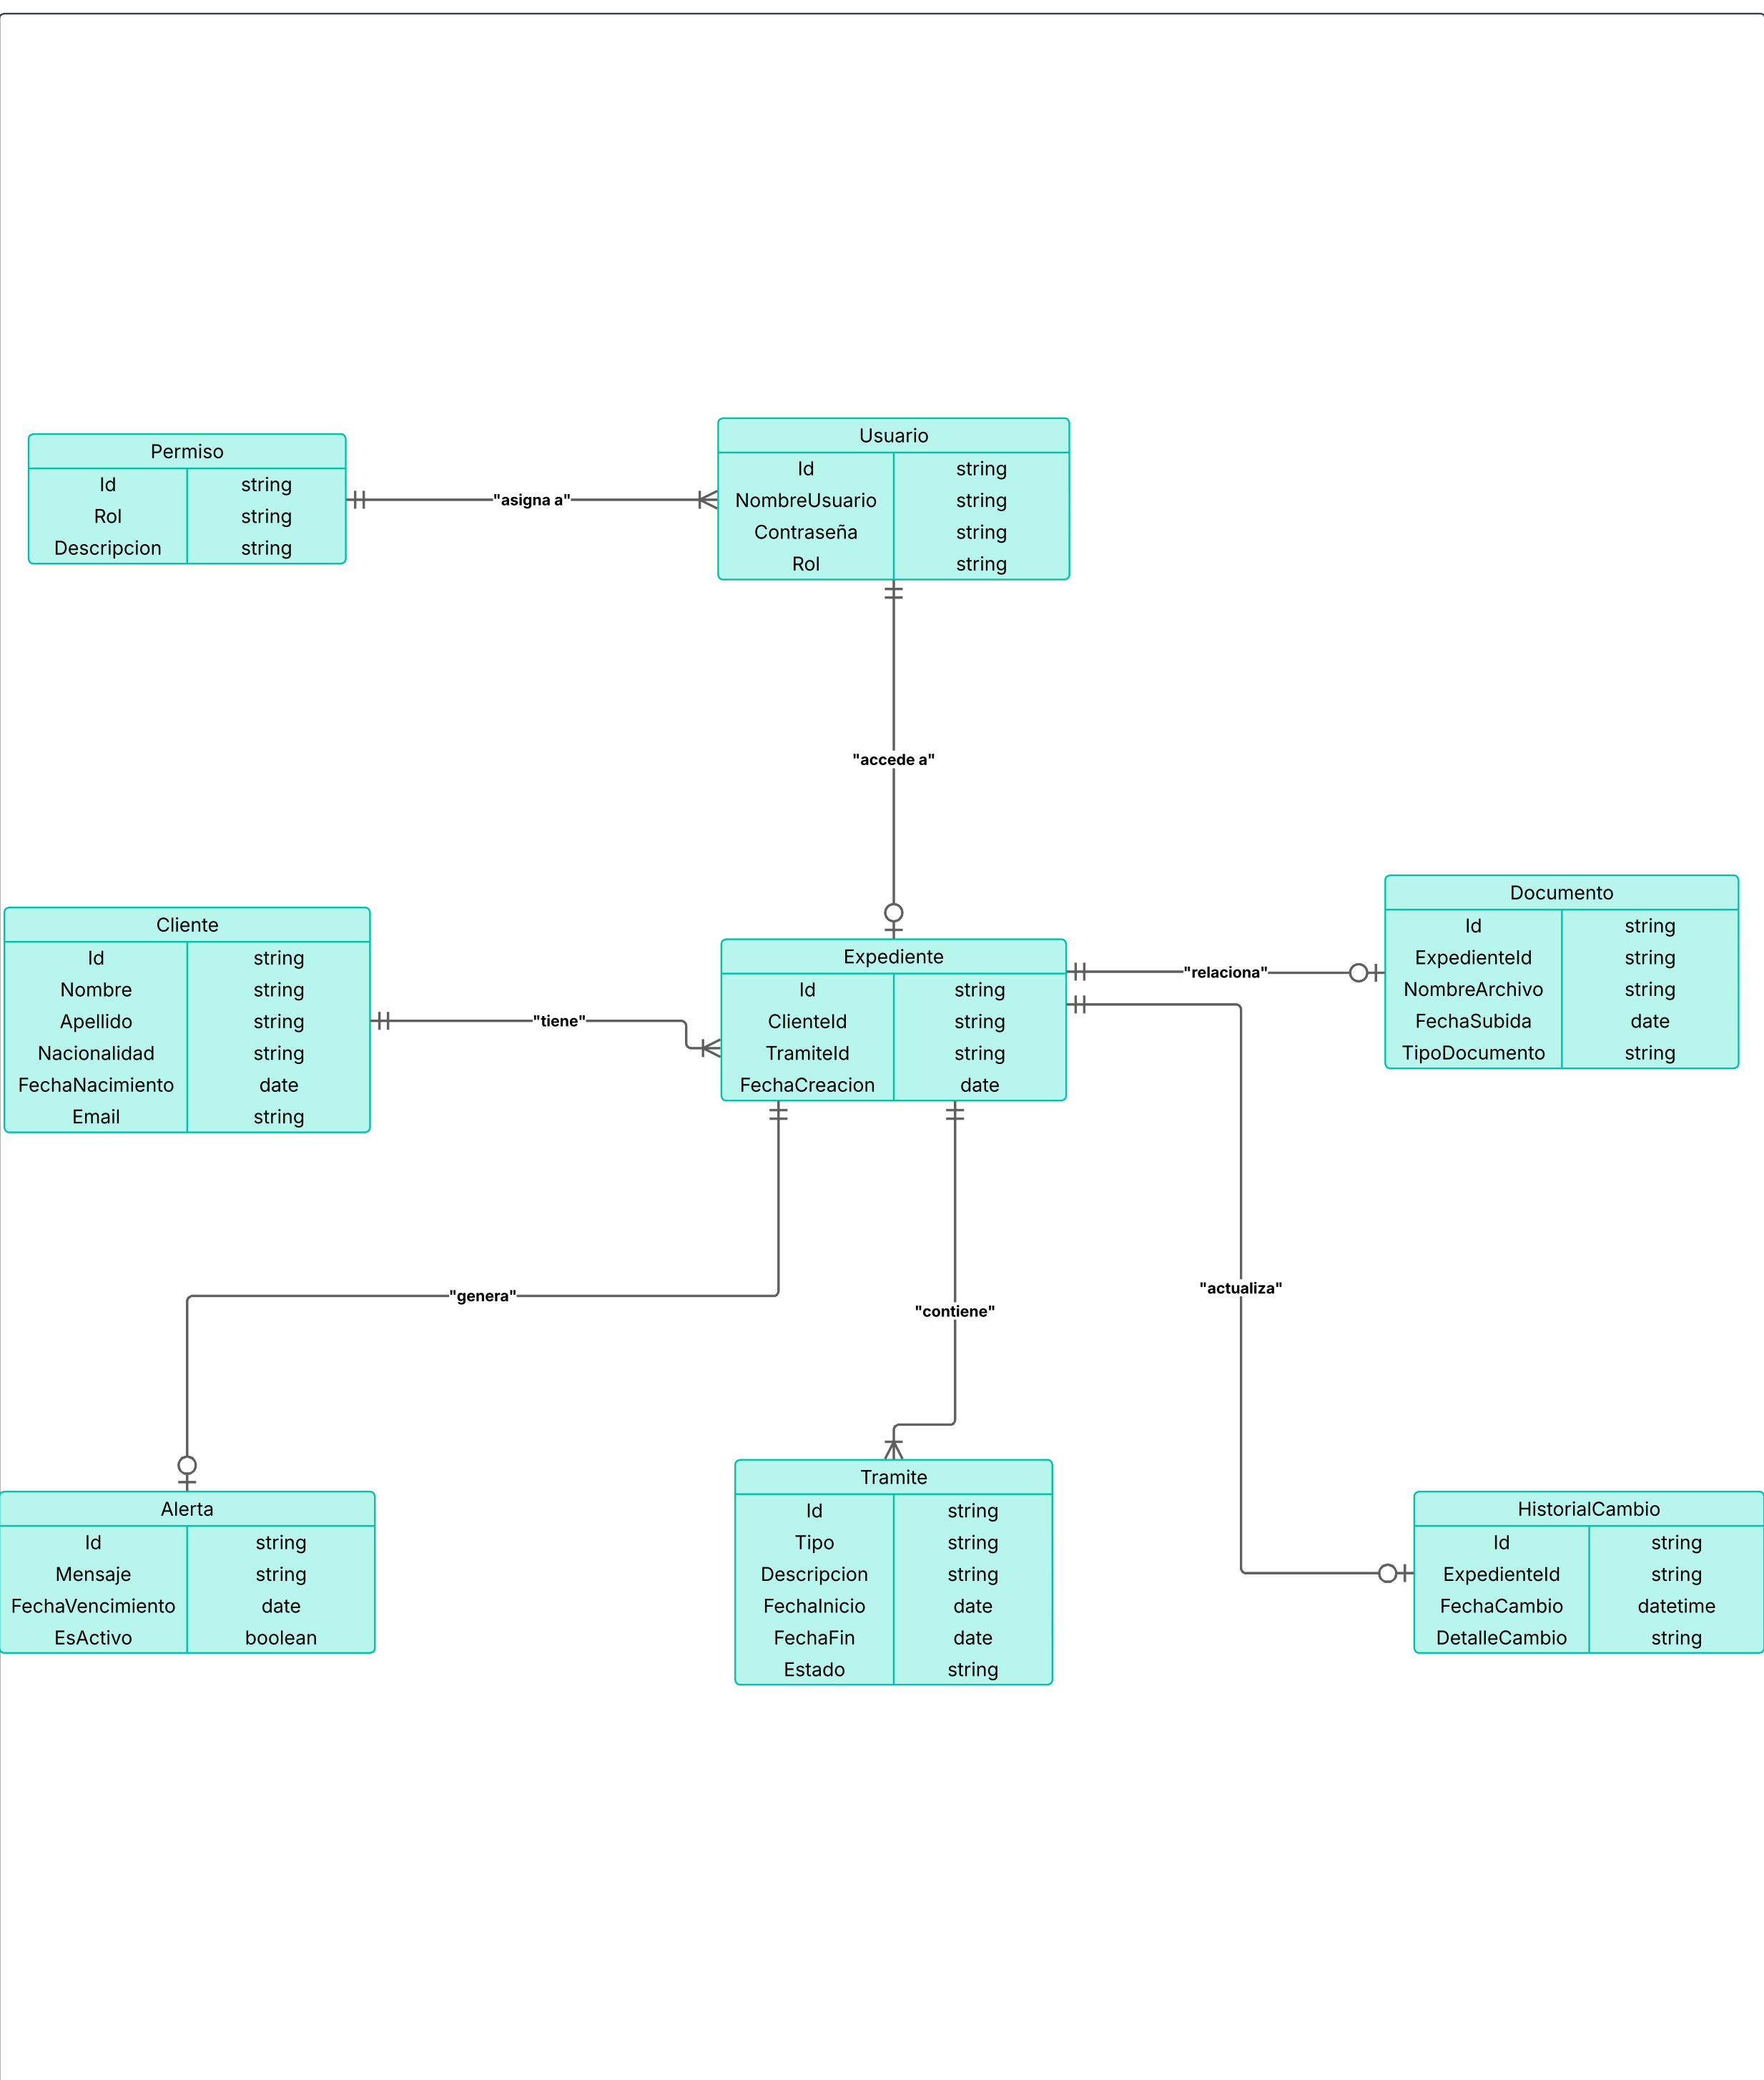 Permiso
Id string
Rol string
Descripcion string
"asigna a"
Usuario
Id string
NombreUsuario string
Contraseña string
Rol string
"accede a"
Cliente
Id string
Nombre string
Apellido string
Nacionalidad string
FechaNacimiento date
Email string
"tiene"
Expediente
Id string
ClienteId string
TramiteId string
FechaCreacion date
"relaciona"
Documento
Id string
ExpedienteId string
NombreArchivo string
FechaSubida date
TipoDocumento string
"genera"
"contiene"
"actualiza"
Alerta
Id string
Mensaje string
FechaVencimiento date
EsActivo boolean
Tramite
Id string
Tipo string
Descripcion string
FechaInicio date
FechaFin date
Estado string
HistorialCambio
Id string
ExpedienteId string
FechaCambio datetime
DetalleCambio string